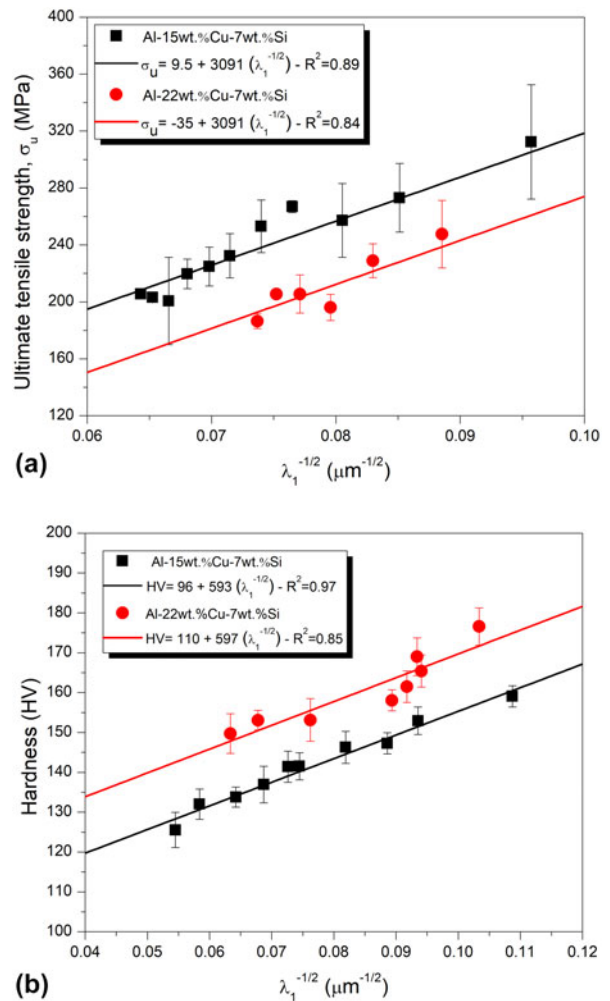 400
360
320
280
240
200
160
120
Ultimate tensile strength, σu (MPa)
Al-15wt.%Cu-7wt.%Si
σu= 9.5 + 3091 (λ1^-1/2) - R²=0.89
Al-22wt.%Cu-7wt.%Si
σu= -35 + 3091 (λ1^-1/2) - R²=0.84
0.06 0.07 0.08 0.09 0.10
(a)
λ1^-1/2 (μm^-1/2)
200
190
180
170
160
150
140
130
120
110
100
Hardness (HV)
Al-15wt.%Cu-7wt.%Si
HV= 96 + 593 (λ1^-1/2) - R²=0.97
Al-22wt.%Cu-7wt.%Si
HV= 110 + 597 (λ1^-1/2) - R²=0.85
0.04 0.05 0.06 0.07 0.08 0.09 0.10 0.11 0.12
(b)
λ1^-1/2 (μm^-1/2)